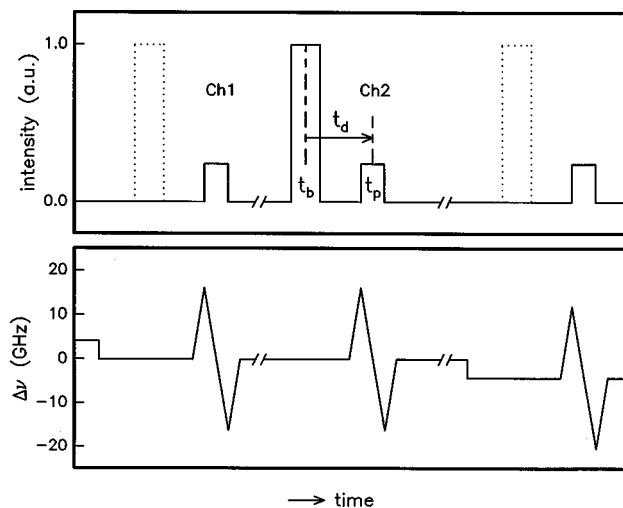 intensity (a.u.)
1.0
0.0
Ch1
Ch2
t_d
t_b
t_p
Δν (GHz)
20
10
0
−10
−20
time